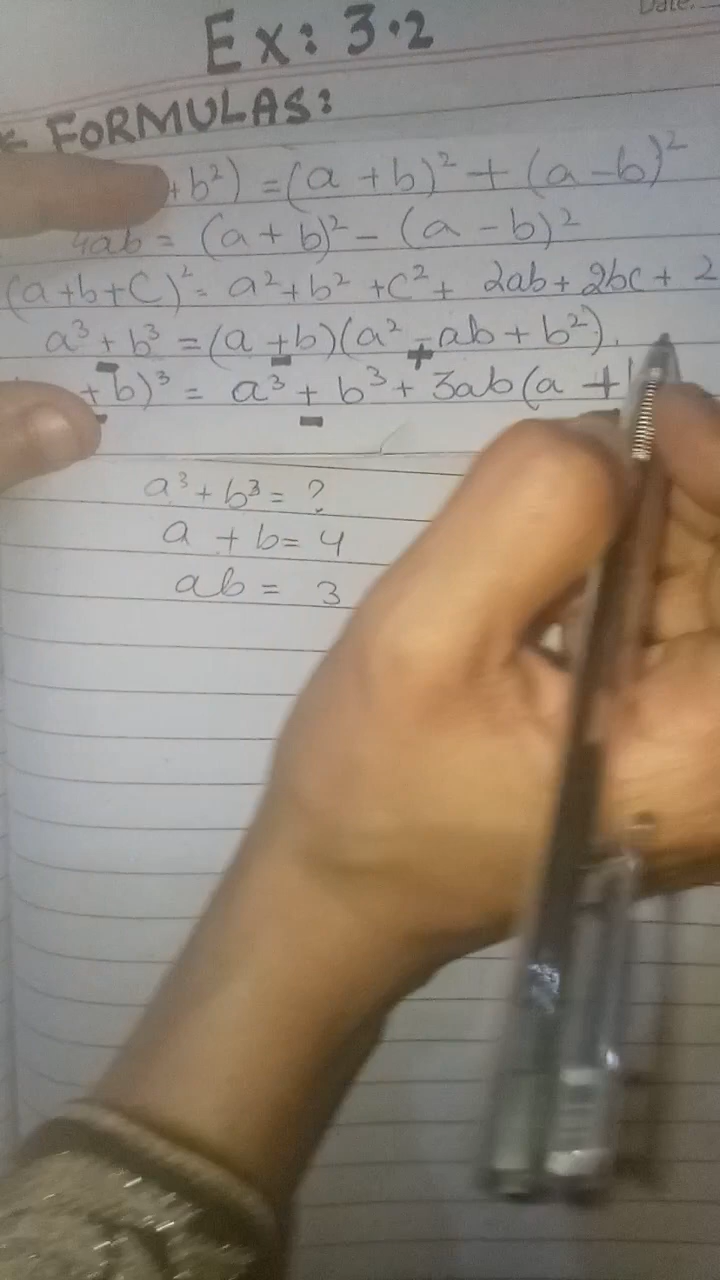 Date:
Ex: 3.2
* FORMULAS:
+b²) = (a + b)² + (a - b)²
4ab = (a + b)² - (a - b)²
(a+b+C)² = a² + b² + c² + 2ab + 2bc + 2
a³ ± b³ = (a ± b)(a² ∓ ab + b²).
± b)³ = a³ ± b³ + 3ab(a +
a³ + b³ = ?
a + b = 4
ab = 3